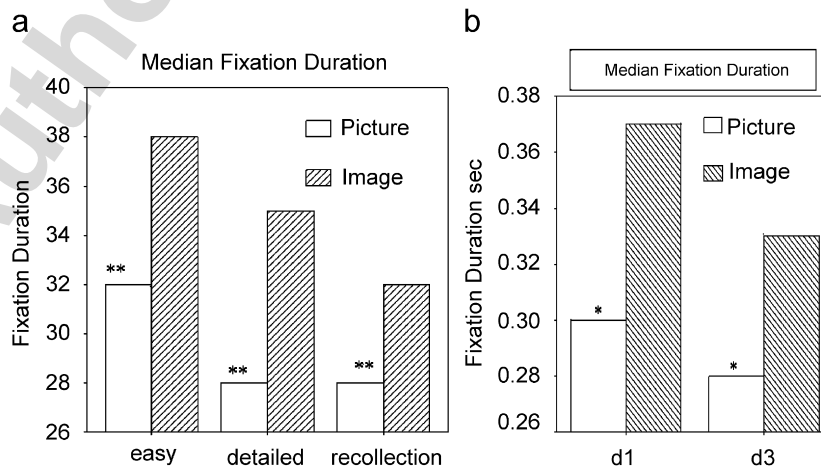 a
Median Fixation Duration
Fixation Duration
40
38
36
34
32
30
28
26
Picture
Image
**
**
**
easy detailed recollection
b
Median Fixation Duration
Fixation Duration sec
0.38
0.36
0.34
0.32
0.30
0.28
0.26
Picture
Image
*
*
d1 d3